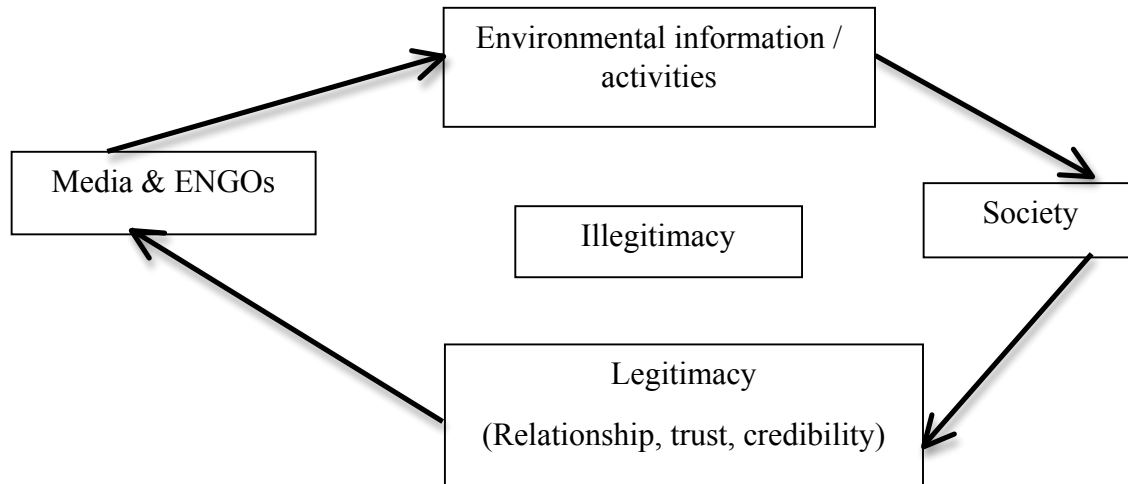 Environmental information /
activities
Media & ENGOs
Society
Illegitimacy
Legitimacy
(Relationship, trust, credibility)